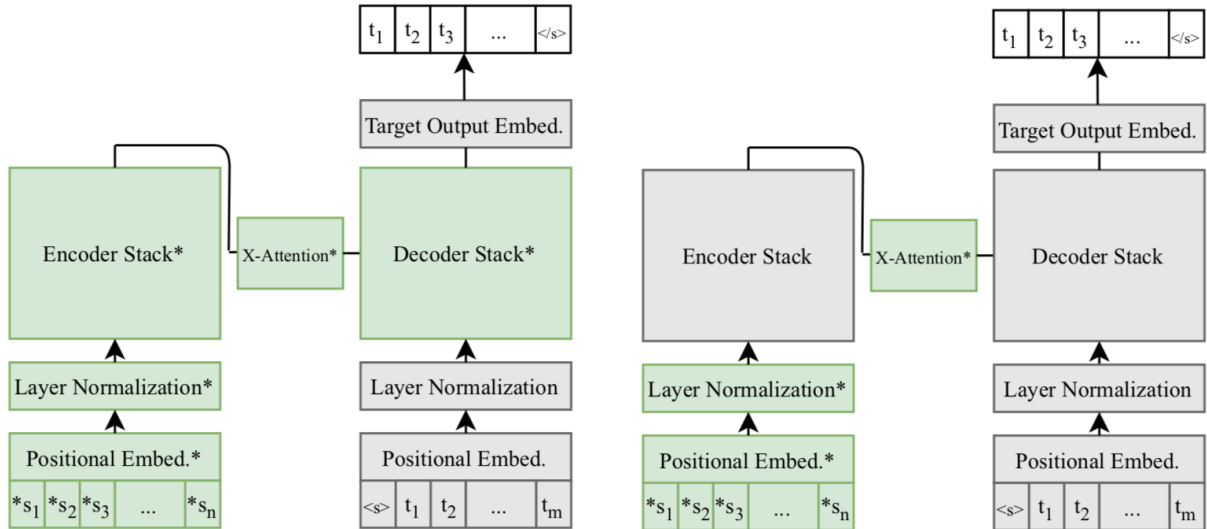 t1 t2 t3 ... </s>
Target Output Embed.
Encoder Stack*
X-Attention*
Decoder Stack*
Layer Normalization*
Layer Normalization
Positional Embed.*
Positional Embed.
*s1 *s2 *s3 ... *sn
<s> t1 t2 ... tm
t1 t2 t3 ... </s>
Target Output Embed.
Encoder Stack
X-Attention*
Decoder Stack
Layer Normalization*
Layer Normalization
Positional Embed.*
Positional Embed.
*s1 *s2 *s3 ... *sn
<s> t1 t2 ... tm